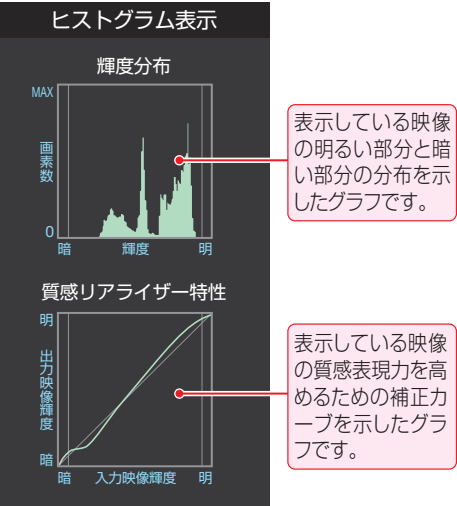 ヒストグラム表示
輝度分布
MAX
画素数
0
暗
輝度
明
表示している映像
の明るい部分と暗
い部分の分布を示
したグラフです。
質感リアライザー特性
明
出力映像輝度
暗
暗
入力映像輝度
明
表示している映像
の質感表現力を高
めるための補正カ
ーブを示したグラ
フです。